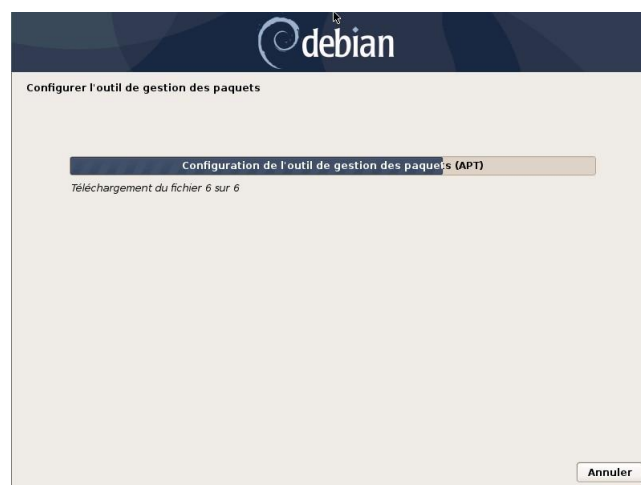 debian
Configurer l'outil de gestion des paquets
Configuration de l'outil de gestion des paquets (APT)
Téléchargement du fichier 6 sur 6
Annuler